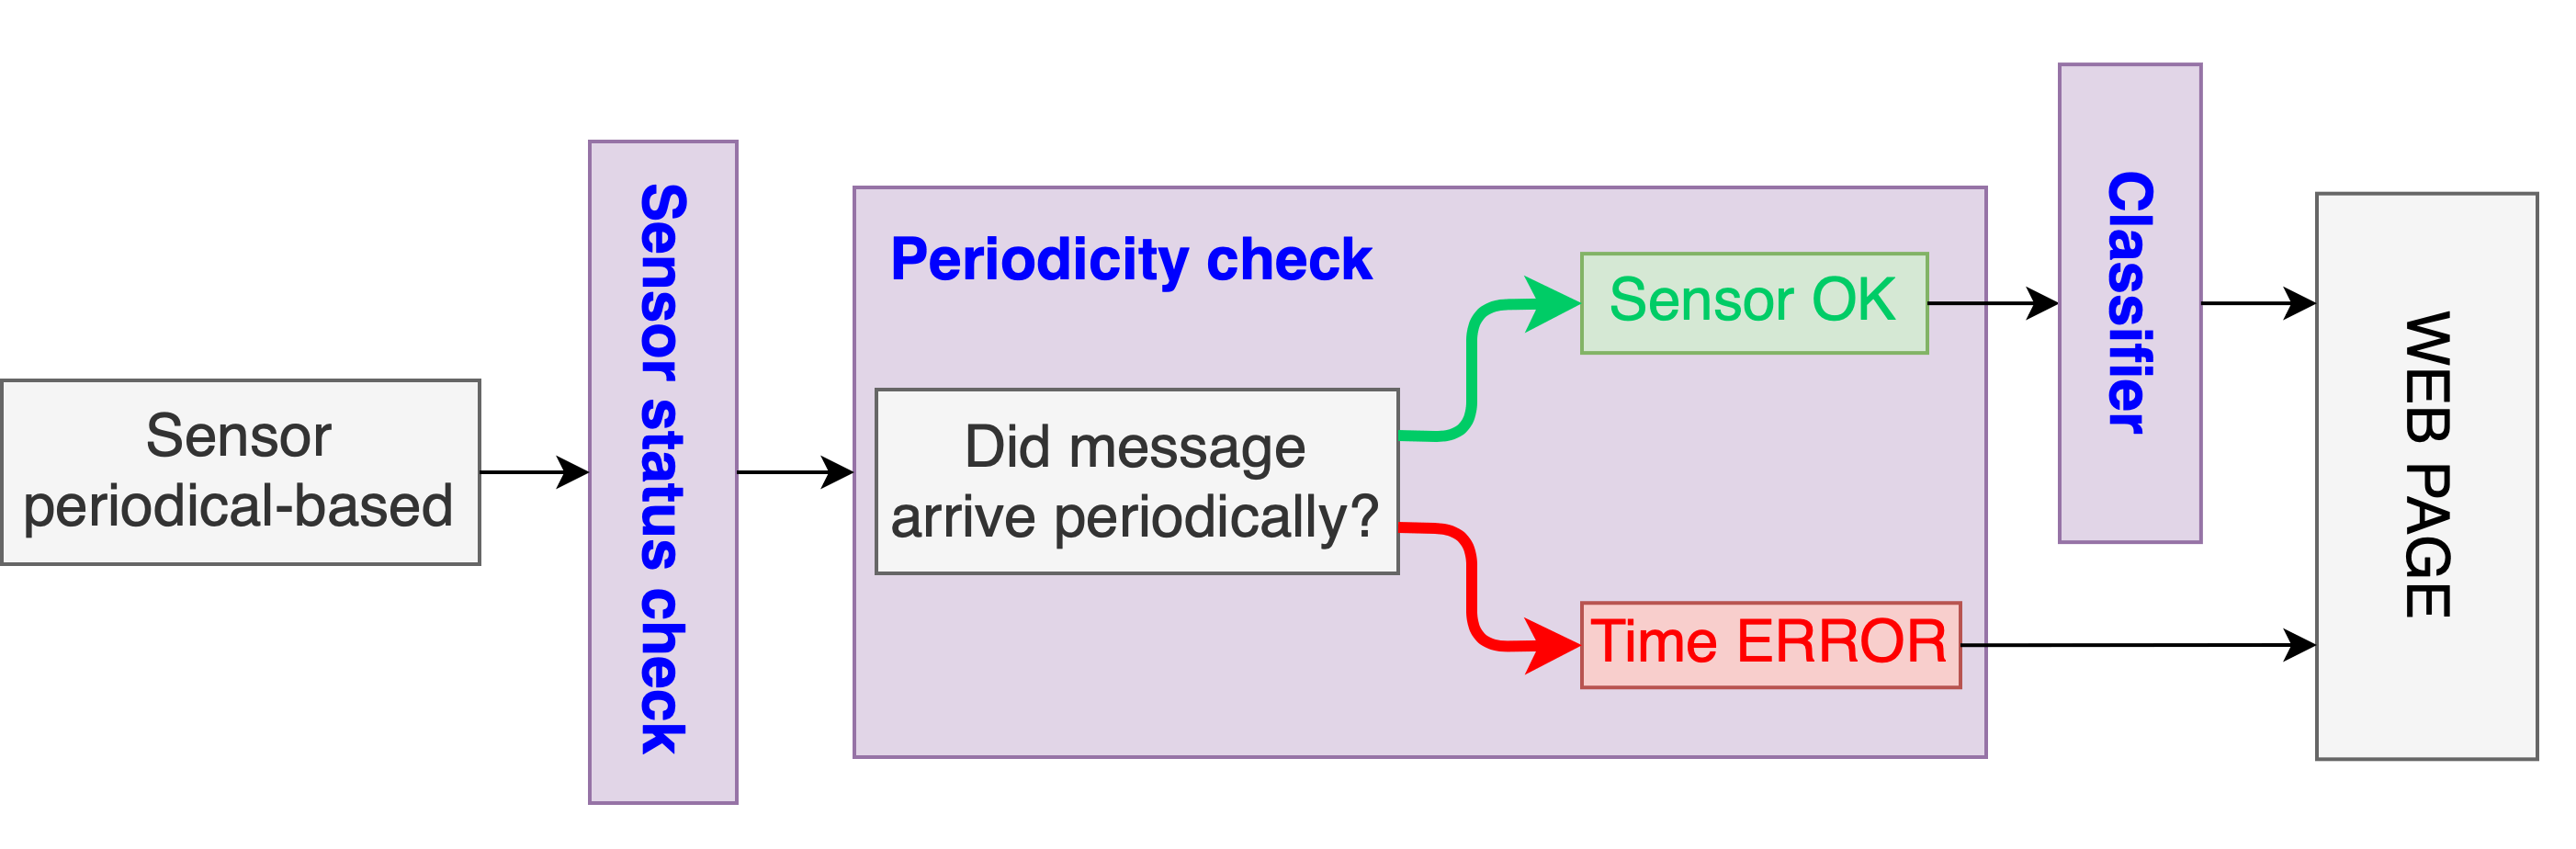 Sensor
periodical-based
Sensor status check
Periodicity check
Did message
arrive periodically?
Sensor OK
Time ERROR
Classifier
WEB PAGE